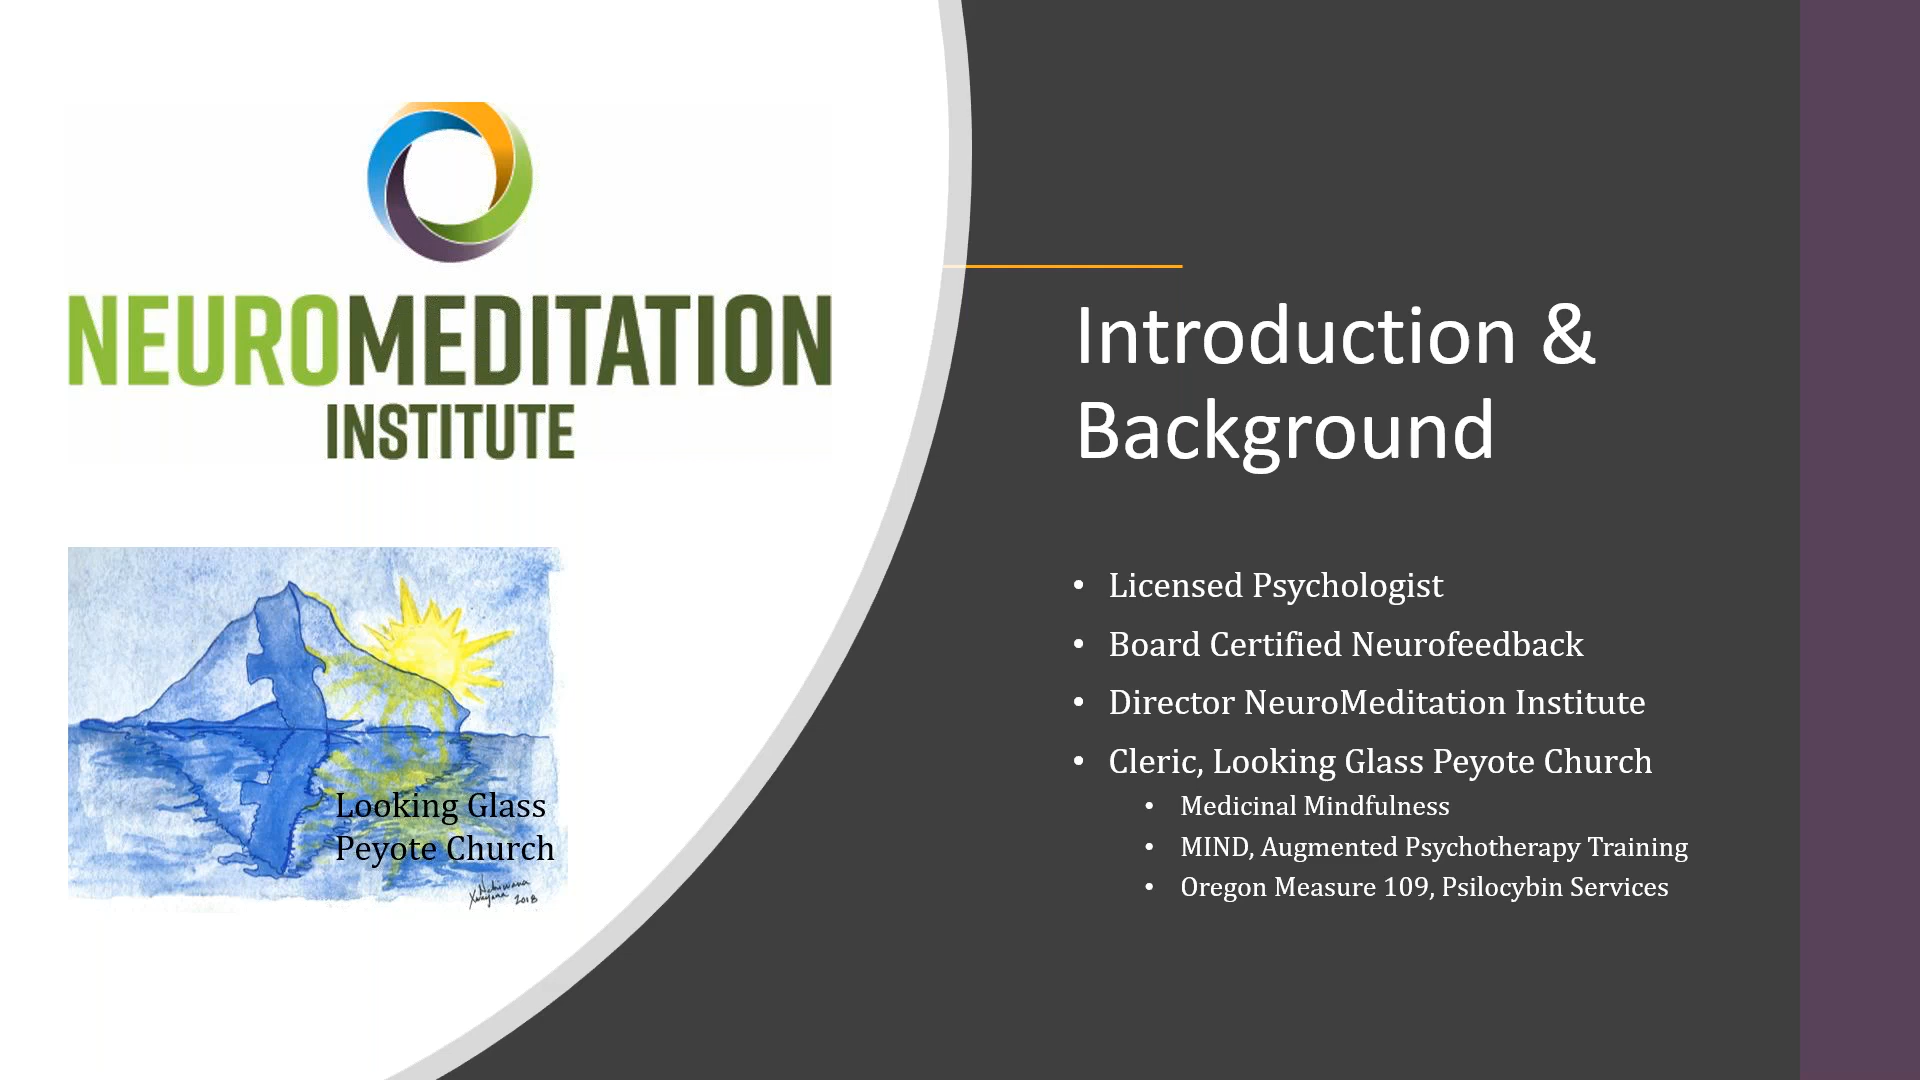 NEUROMEDITATION
INSTITUTE
Looking Glass
Peyote Church
2018
Introduction &
Background
• Licensed Psychologist
• Board Certified Neurofeedback
• Director NeuroMeditation Institute
• Cleric, Looking Glass Peyote Church
• Medicinal Mindfulness
• MIND, Augmented Psychotherapy Training
• Oregon Measure 109, Psilocybin Services